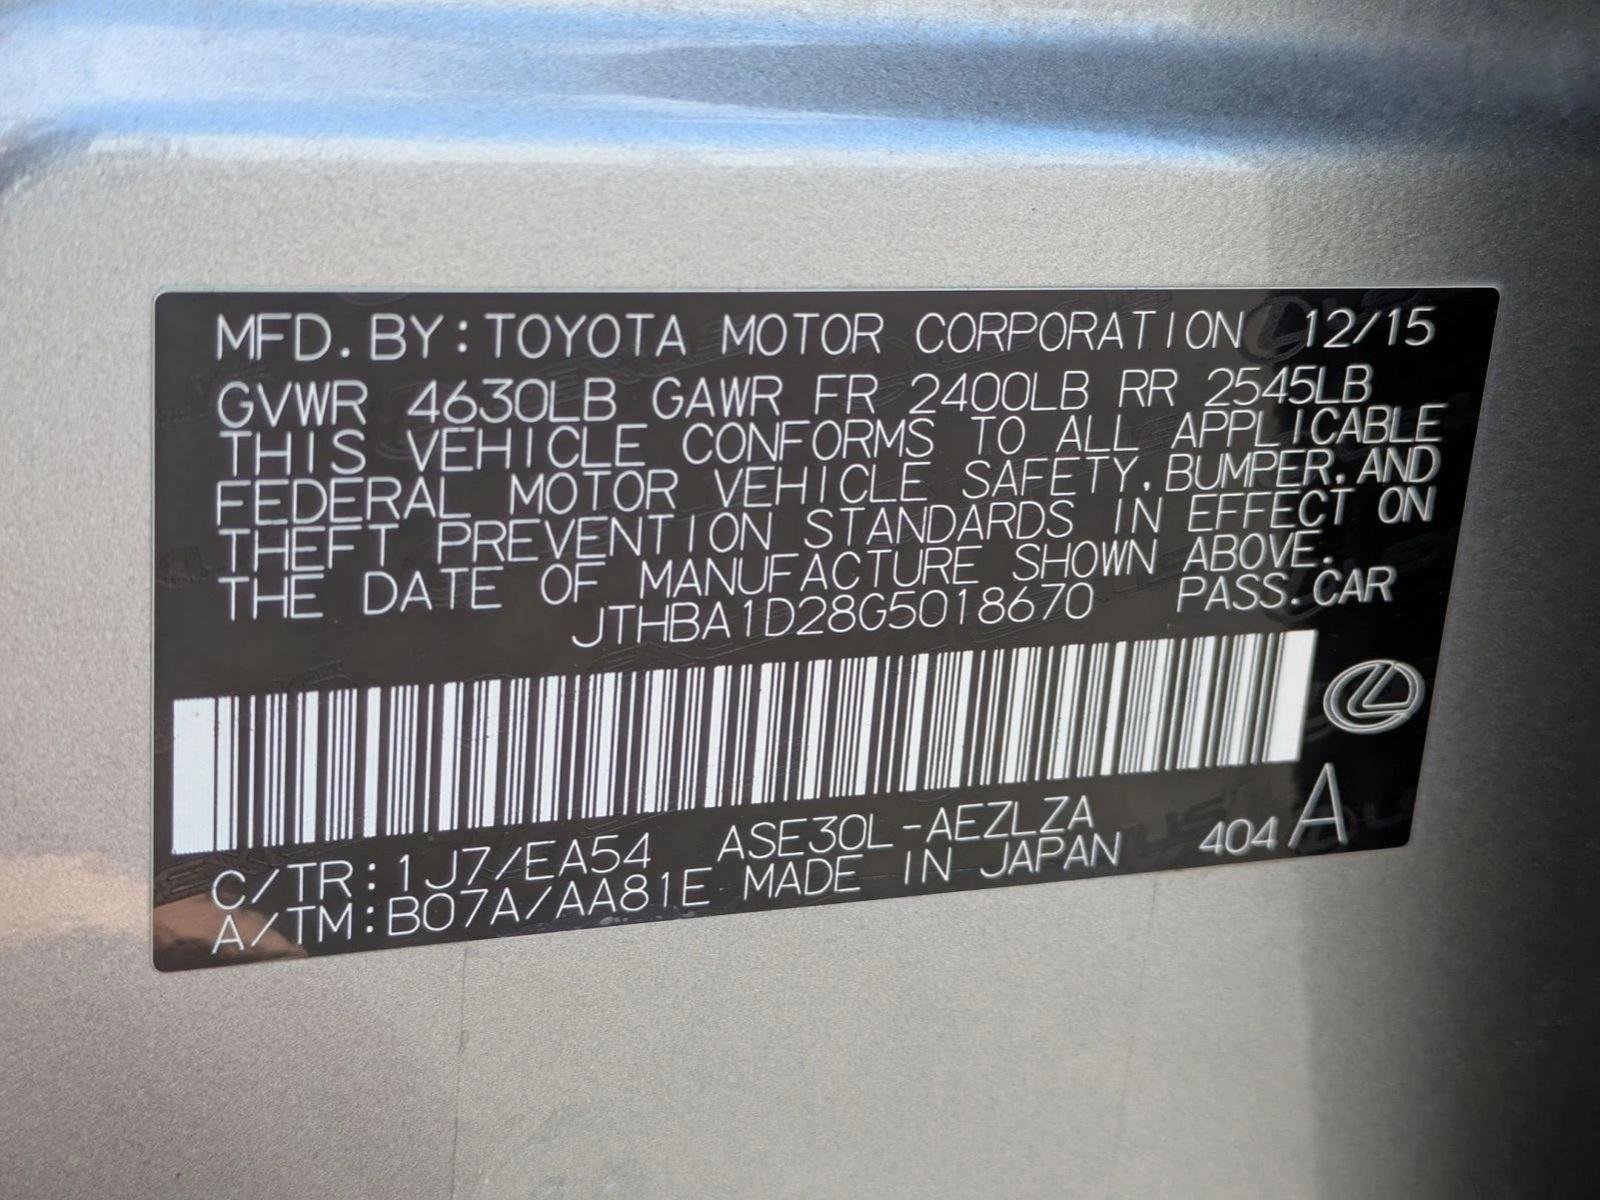 MFD. BY: TOYOTA MOTOR CORPORATION 12/15
GVWR 4630LB GAWR FR 2400LB RR 2545LB
THIS VEHICLE CONFORMS TO ALL APPLICABLE
FEDERAL MOTOR VEHICLE SAFETY, BUMPER, AND
THEFT PREVENTION STANDARDS IN EFFECT ON
THE DATE OF MANUFACTURE SHOWN ABOVE.
JTHBA1D28G5018670 PASS. CAR
C/TR: 1J7/EA54 ASE30L-AEZLZA
A/TM: B07A/AA81E MADE IN JAPAN 404 A